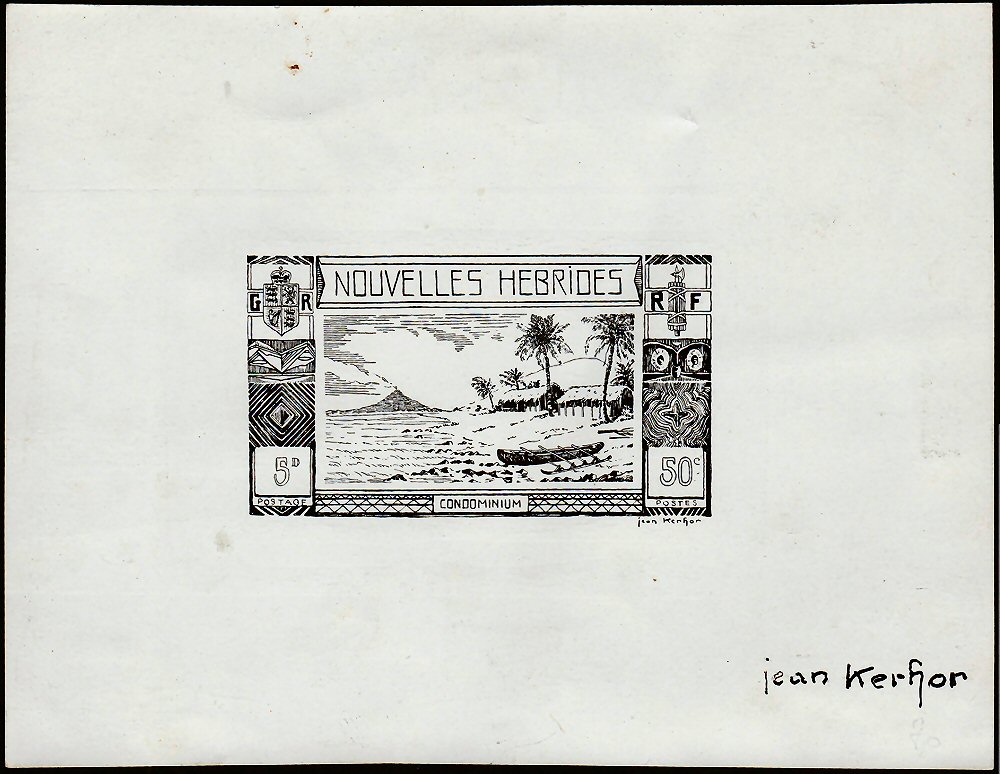 NOUVELLES HEBRIDES
G R
R F
5D
50c
POSTAGE
CONDOMINIUM
POSTES
jean Kerhor
jean Kerhor